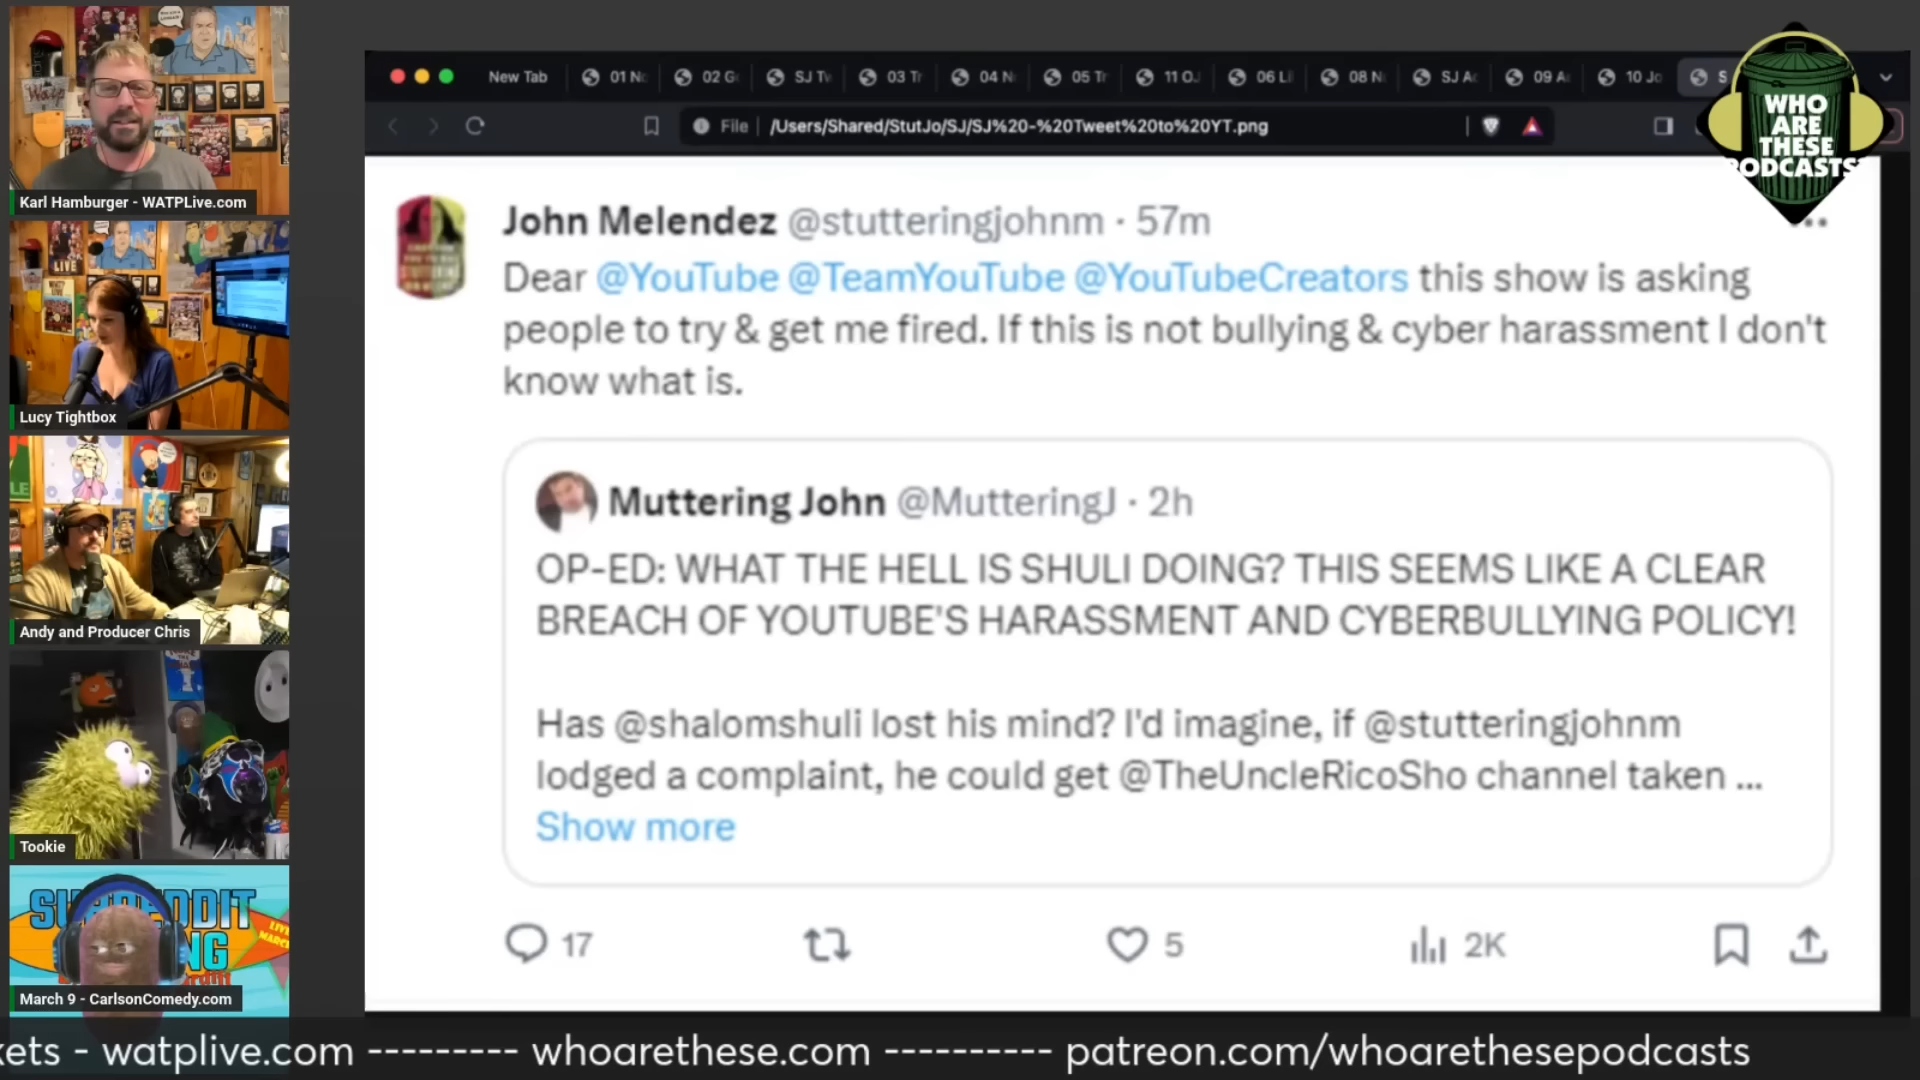 Karl Hamburger - WATPLive.com
LIVE
Lucy Tightbox
Andy and Producer Chris
Tookie
LIVE
March 9 - CarlsonComedy.com
New Tab
01 N
02 G
SJ Tv
03 Tr
04 N
05 Tr
11 O.
06 Li
08 N
SJ A
09 A
10 Jo
S
File
/Users/Shared/StutJo/SJ/SJ%20-%20Tweet%20to%20YT.png
WHO
ARE
THESE
PODCASTS?
John Melendez @stutteringjohnm · 57m
Dear @YouTube @TeamYouTube @YouTubeCreators this show is asking
people to try & get me fired. If this is not bullying & cyber harassment I don't
know what is.
Muttering John @MutteringJ · 2h
OP-ED: WHAT THE HELL IS SHULI DOING? THIS SEEMS LIKE A CLEAR
BREACH OF YOUTUBE'S HARASSMENT AND CYBERBULLYING POLICY!
Has @shalomshuli lost his mind? I'd imagine, if @stutteringjohnm
lodged a complaint, he could get @TheUncleRicoSho channel taken ...
Show more
17
5
2K
kets - watplive.com --------- whoarethese.com ---------- patreon.com/whoarethesepodcasts